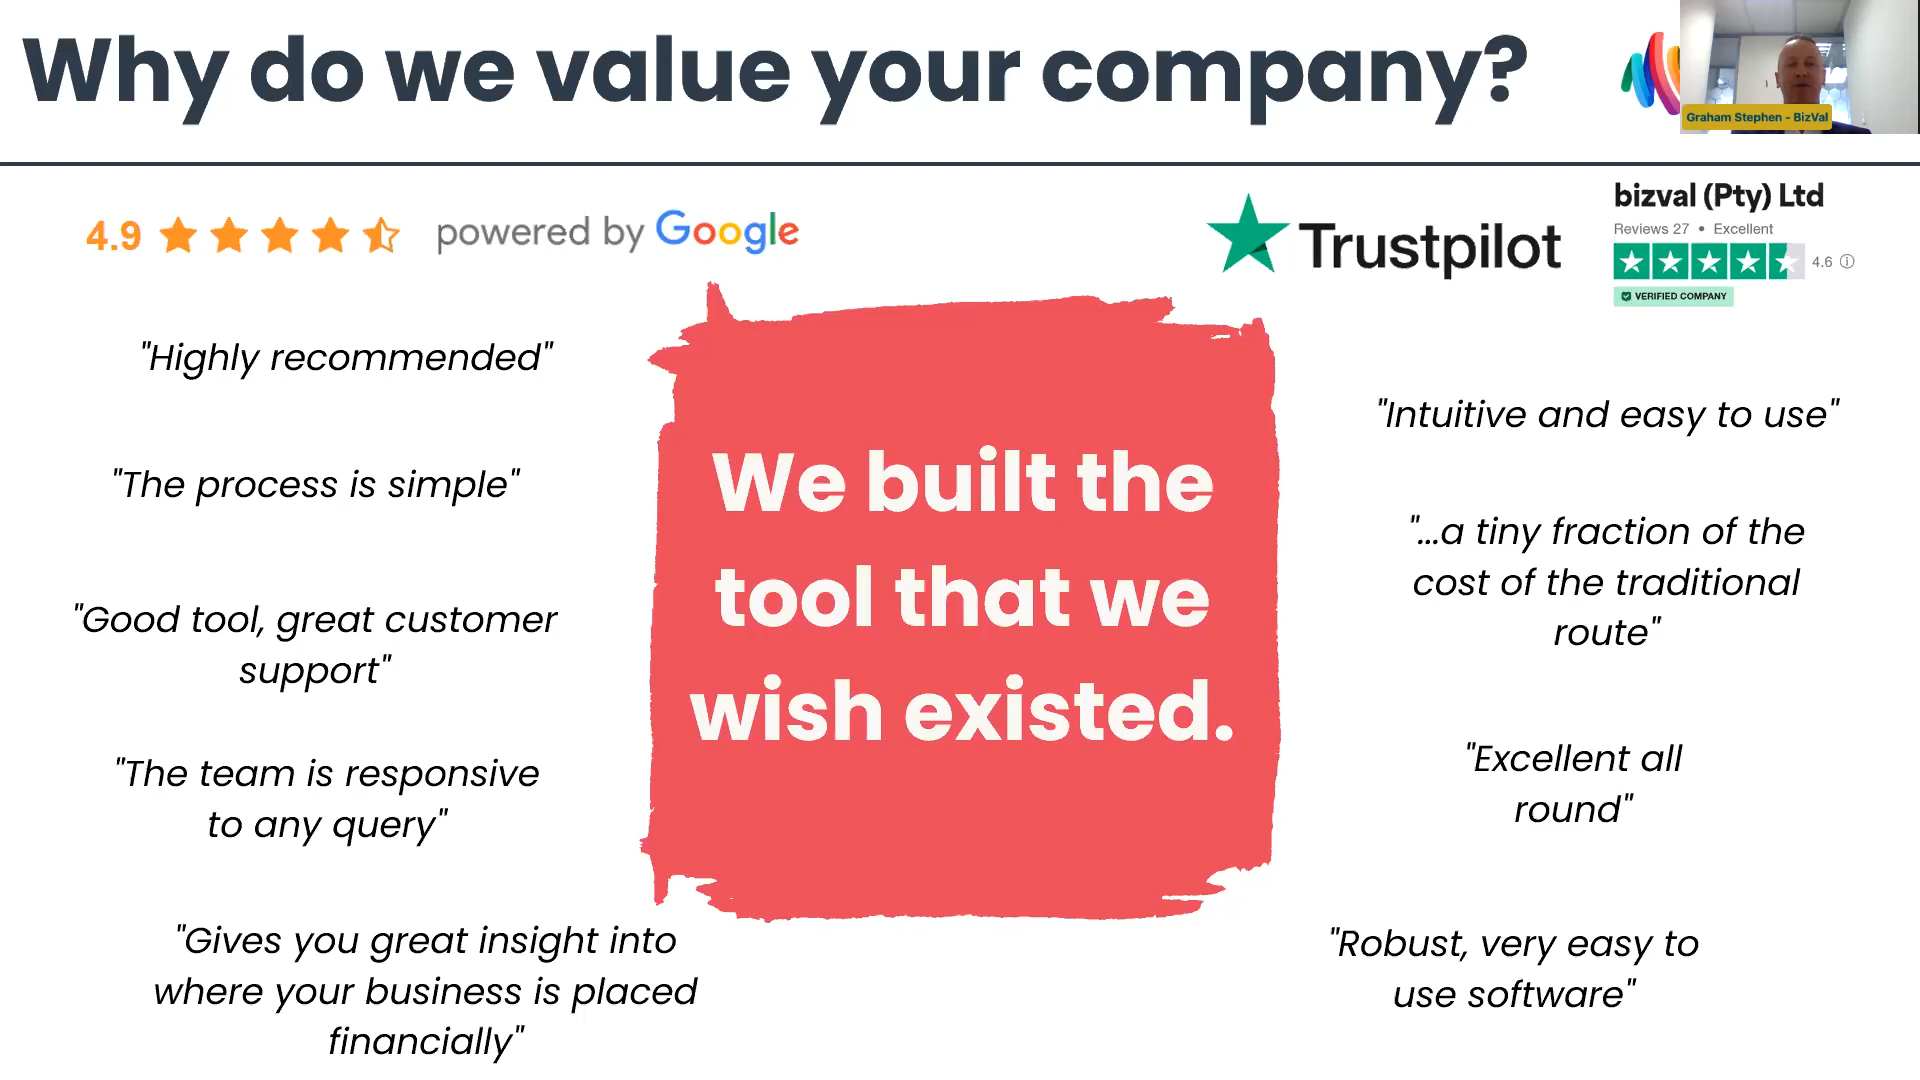 Why do we value your company?
Graham Stephen - BizVal
4.9
powered by Google
Trustpilot
bizval (Pty) Ltd
Reviews 27 • Excellent
4.6
VERIFIED COMPANY
"Highly recommended"
"The process is simple"
"Good tool, great customer
support"
"The team is responsive
to any query"
"Gives you great insight into
where your business is placed
financially"
We built the
tool that we
wish existed.
"Intuitive and easy to use"
"...a tiny fraction of the
cost of the traditional
route"
"Excellent all
round"
"Robust, very easy to
use software"